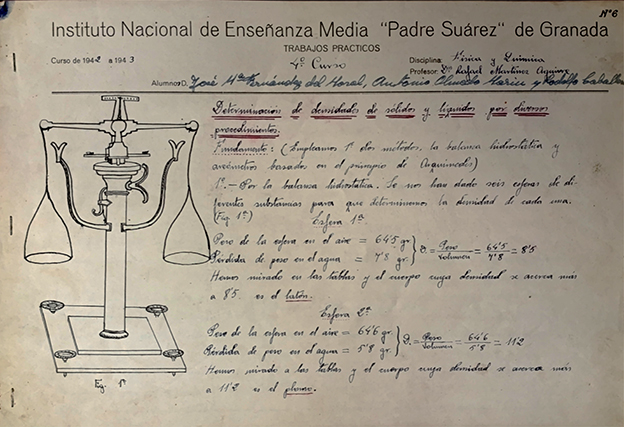 Nº 6
Instituto Nacional de Enseñanza Media "Padre Suárez" de Granada
TRABAJOS PRACTICOS
Curso de 1942 a 1943
4º Curso
Disciplina: Física y Química
Profesor: Dn. Rafael Martínez Aguirre
Alumno: D. José Mª Fernández del Moral, Antonio Olmedo y Rodolfo Caballero
Determinación de densidades de sólidos y líquidos por diversos
procedimientos.
Fundamento: (Empleamos 1º dos métodos, la balanza hidrostática y
areómetros basados en el principio de Arquímedes)
1º.- Por la balanza hidrostática. Se nos han dado seis esferas de di-
ferentes substancias para que determinemos la densidad de cada una.
(Fig 1ª)
Esfera 1ª
Peso de la esfera en el aire = 64'5 gr.
Pérdida de peso en el agua = 7'8 gr.
D. = Peso / volumen = 64'5 / 7'8 = 8'5
Hemos mirado en las tablas y el cuerpo cuya densidad se acerca más
a 8'5 es el latón.
Esfera 2ª
Peso de la esfera en el aire = 64'6 gr.
Pérdida de peso en el agua = 5'8 gr.
D. = Peso / volumen = 64'6 / 5'8 = 11'2
Hemos mirado a las tablas y el cuerpo cuya densidad se acerca más
a 11'2 es el plomo.
Fig. 1ª